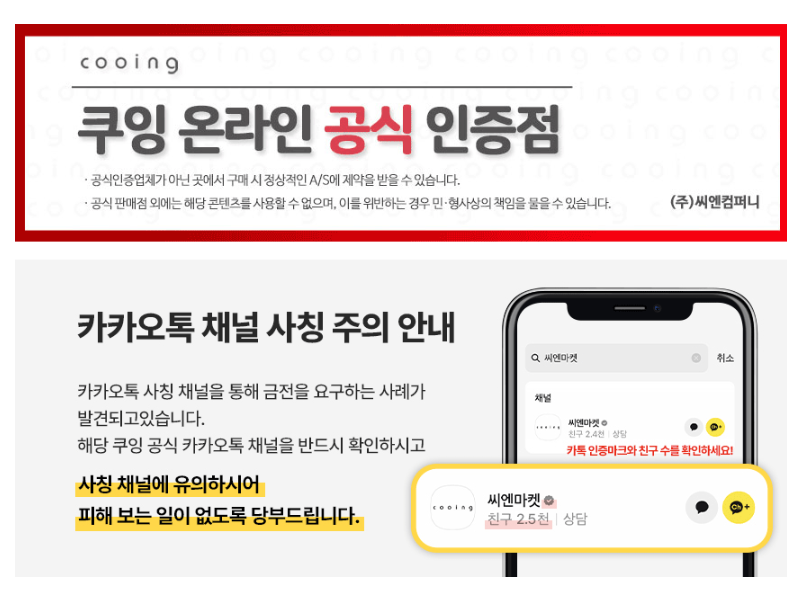 cooing
쿠잉 온라인 공식 인증점
· 공식인증업체가 아닌 곳에서 구매 시 정상적인 A/S에 제약을 받을 수 있습니다.
· 공식 판매점 외에는 해당 콘텐츠를 사용할 수 없으며, 이를 위반하는 경우 민·형사상의 책임을 물을 수 있습니다.
(주)씨엔컴퍼니
카카오톡 채널 사칭 주의 안내
카카오톡 사칭 채널을 통해 금전을 요구하는 사례가
발견되고있습니다.
해당 쿠잉 공식 카카오톡 채널을 반드시 확인하시고
사칭 채널에 유의하시어
피해 보는 일이 없도록 당부드립니다.
씨엔마켓 취소
채널
cooing 씨엔마켓
친구 2.4천 | 상담
Ch+
카톡 인증마크와 친구 수를 확인하세요!
cooing 씨엔마켓
친구 2.5천 | 상담
Ch+